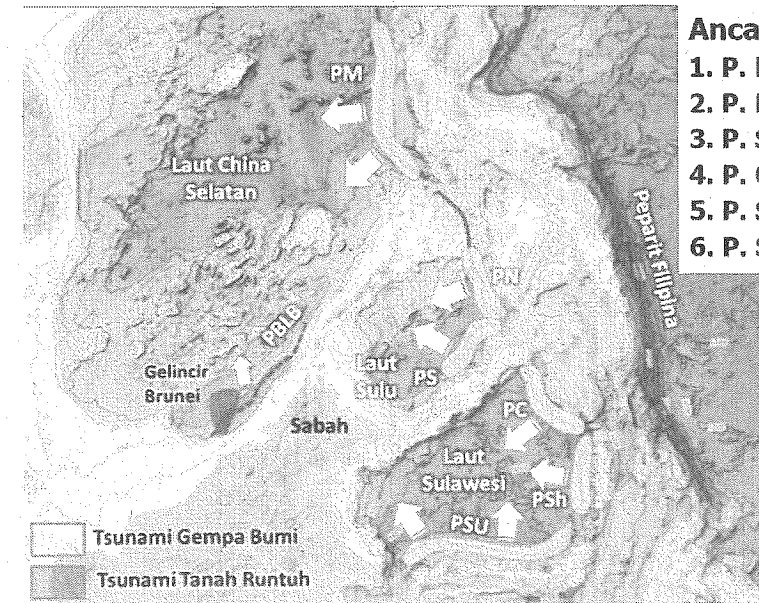 Anca
1. P.
2. P.
3. P. S
4. P.
5. P. S
6. P. S
PM
Laut China
Selatan
Peparit Filipina
PN
PBLB
Gelincir
Brunei
Laut
Sulu
PS
Sabah
PC
Laut
Sulawesi
PSh
PSU
Tsunami Gempa Bumi
Tsunami Tanah Runtuh